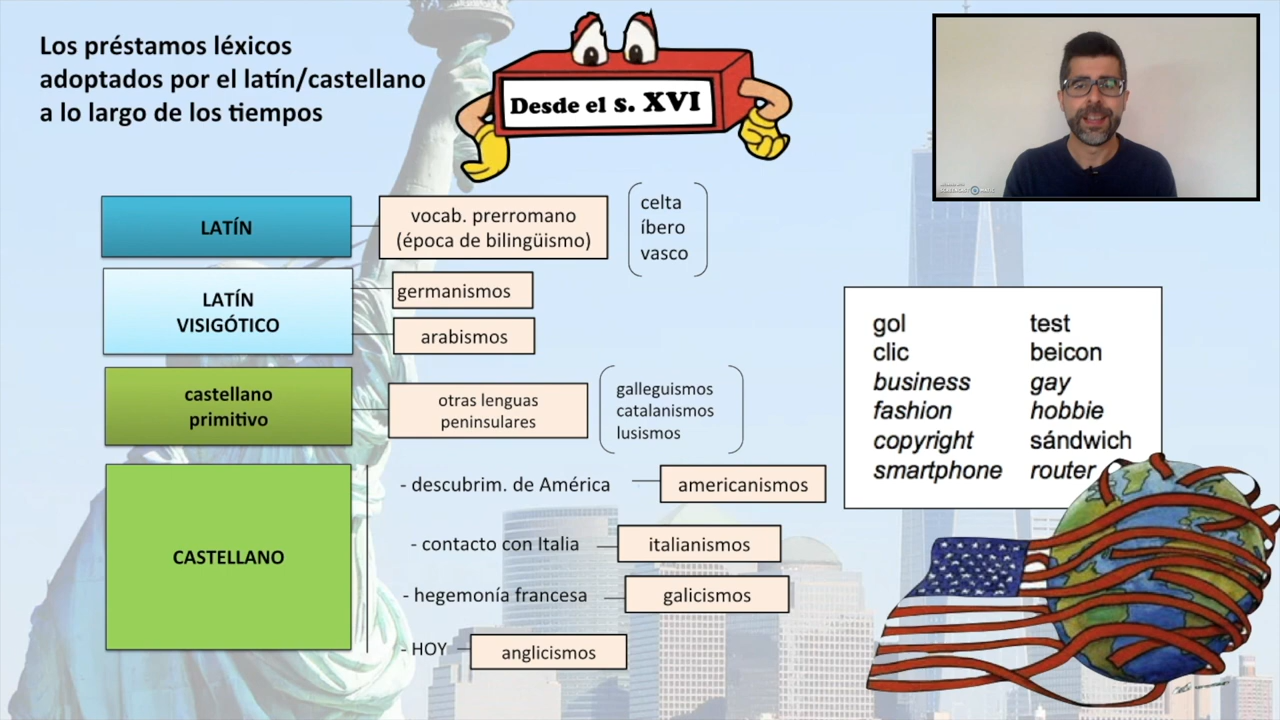 Los préstamos léxicos
adoptados por el latín/castellano
a lo largo de los tiempos
Desde el s. XVI
LATÍN
vocab. prerromano
(época de bilingüismo)
celta
íbero
vasco
LATÍN
VISIGÓTICO
germanismos
arabismos
castellano
primitivo
otras lenguas
peninsulares
galleguismos
catalanismos
lusismos
CASTELLANO
- descubrim. de América
americanismos
- contacto con Italia
italianismos
- hegemonía francesa
galicismos
- HOY
anglicismos
gol
clic
business
fashion
copyright
smartphone
test
beicon
gay
hobbie
sándwich
router